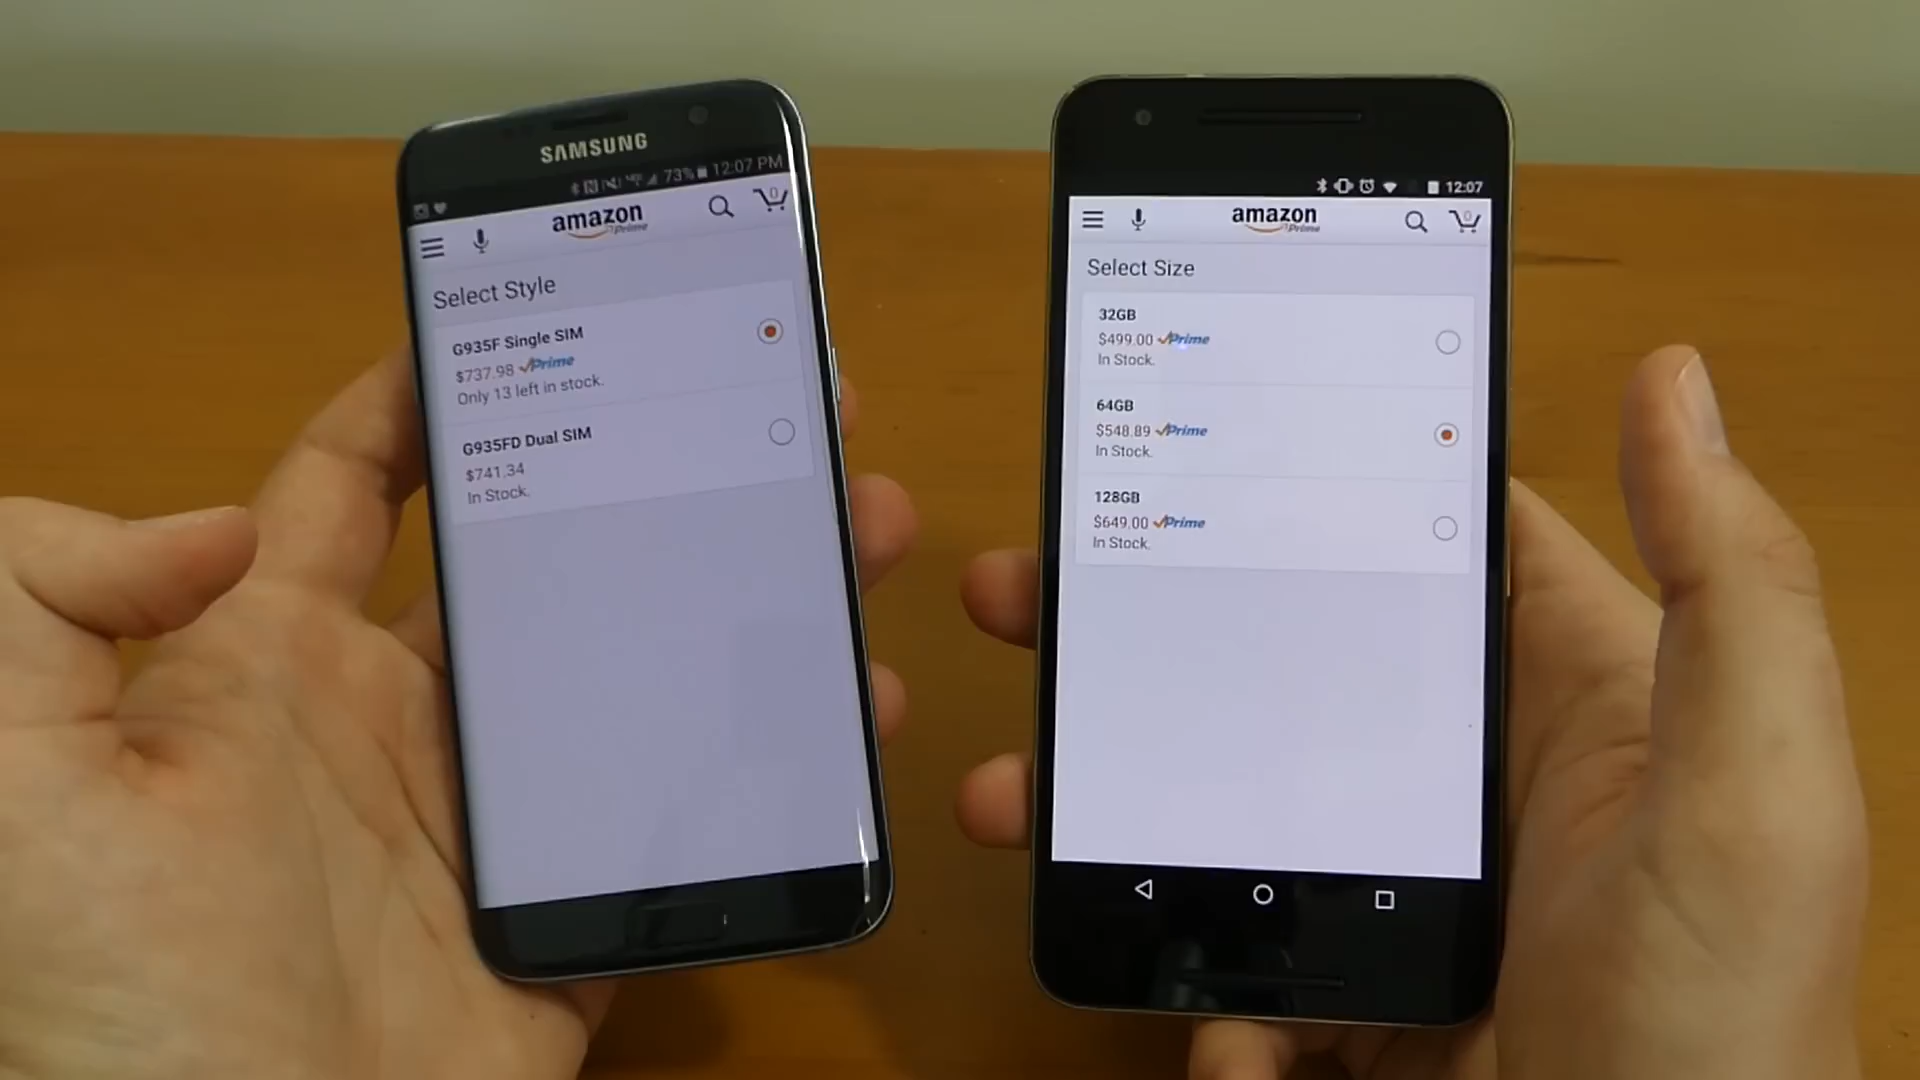 SAMSUNG
73% 12:07 PM
0
amazon
Prime
Select Style
G935F Single SIM
$737.98 Prime
Only 13 left in stock.
G935FD Dual SIM
$741.34
In Stock.
12:07
0
amazon
Prime
Select Size
32GB
$499.00 Prime
In Stock.
64GB
$548.89 Prime
In Stock.
128GB
$649.00 Prime
In Stock.